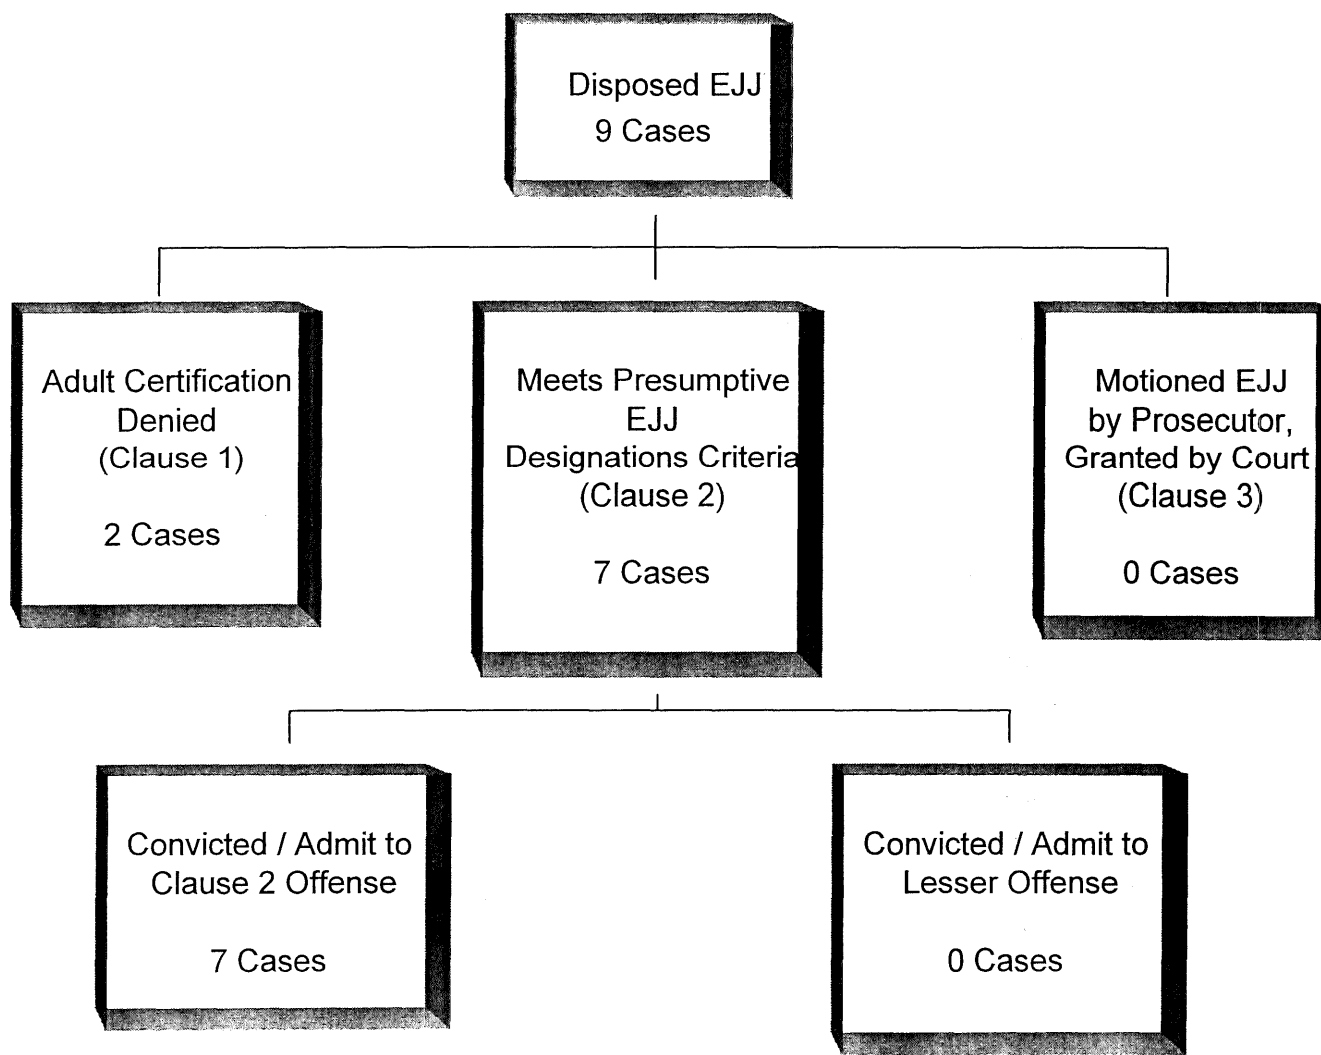 Disposed EJJ
9 Cases
Adult Certification
Denied
(Clause 1)
2 Cases
Meets Presumptive
EJJ
Designations Criteria
(Clause 2)
7 Cases
Motioned EJJ
by Prosecutor,
Granted by Court
(Clause 3)
0 Cases
Convicted / Admit to
Clause 2 Offense
7 Cases
Convicted / Admit to
Lesser Offense
0 Cases